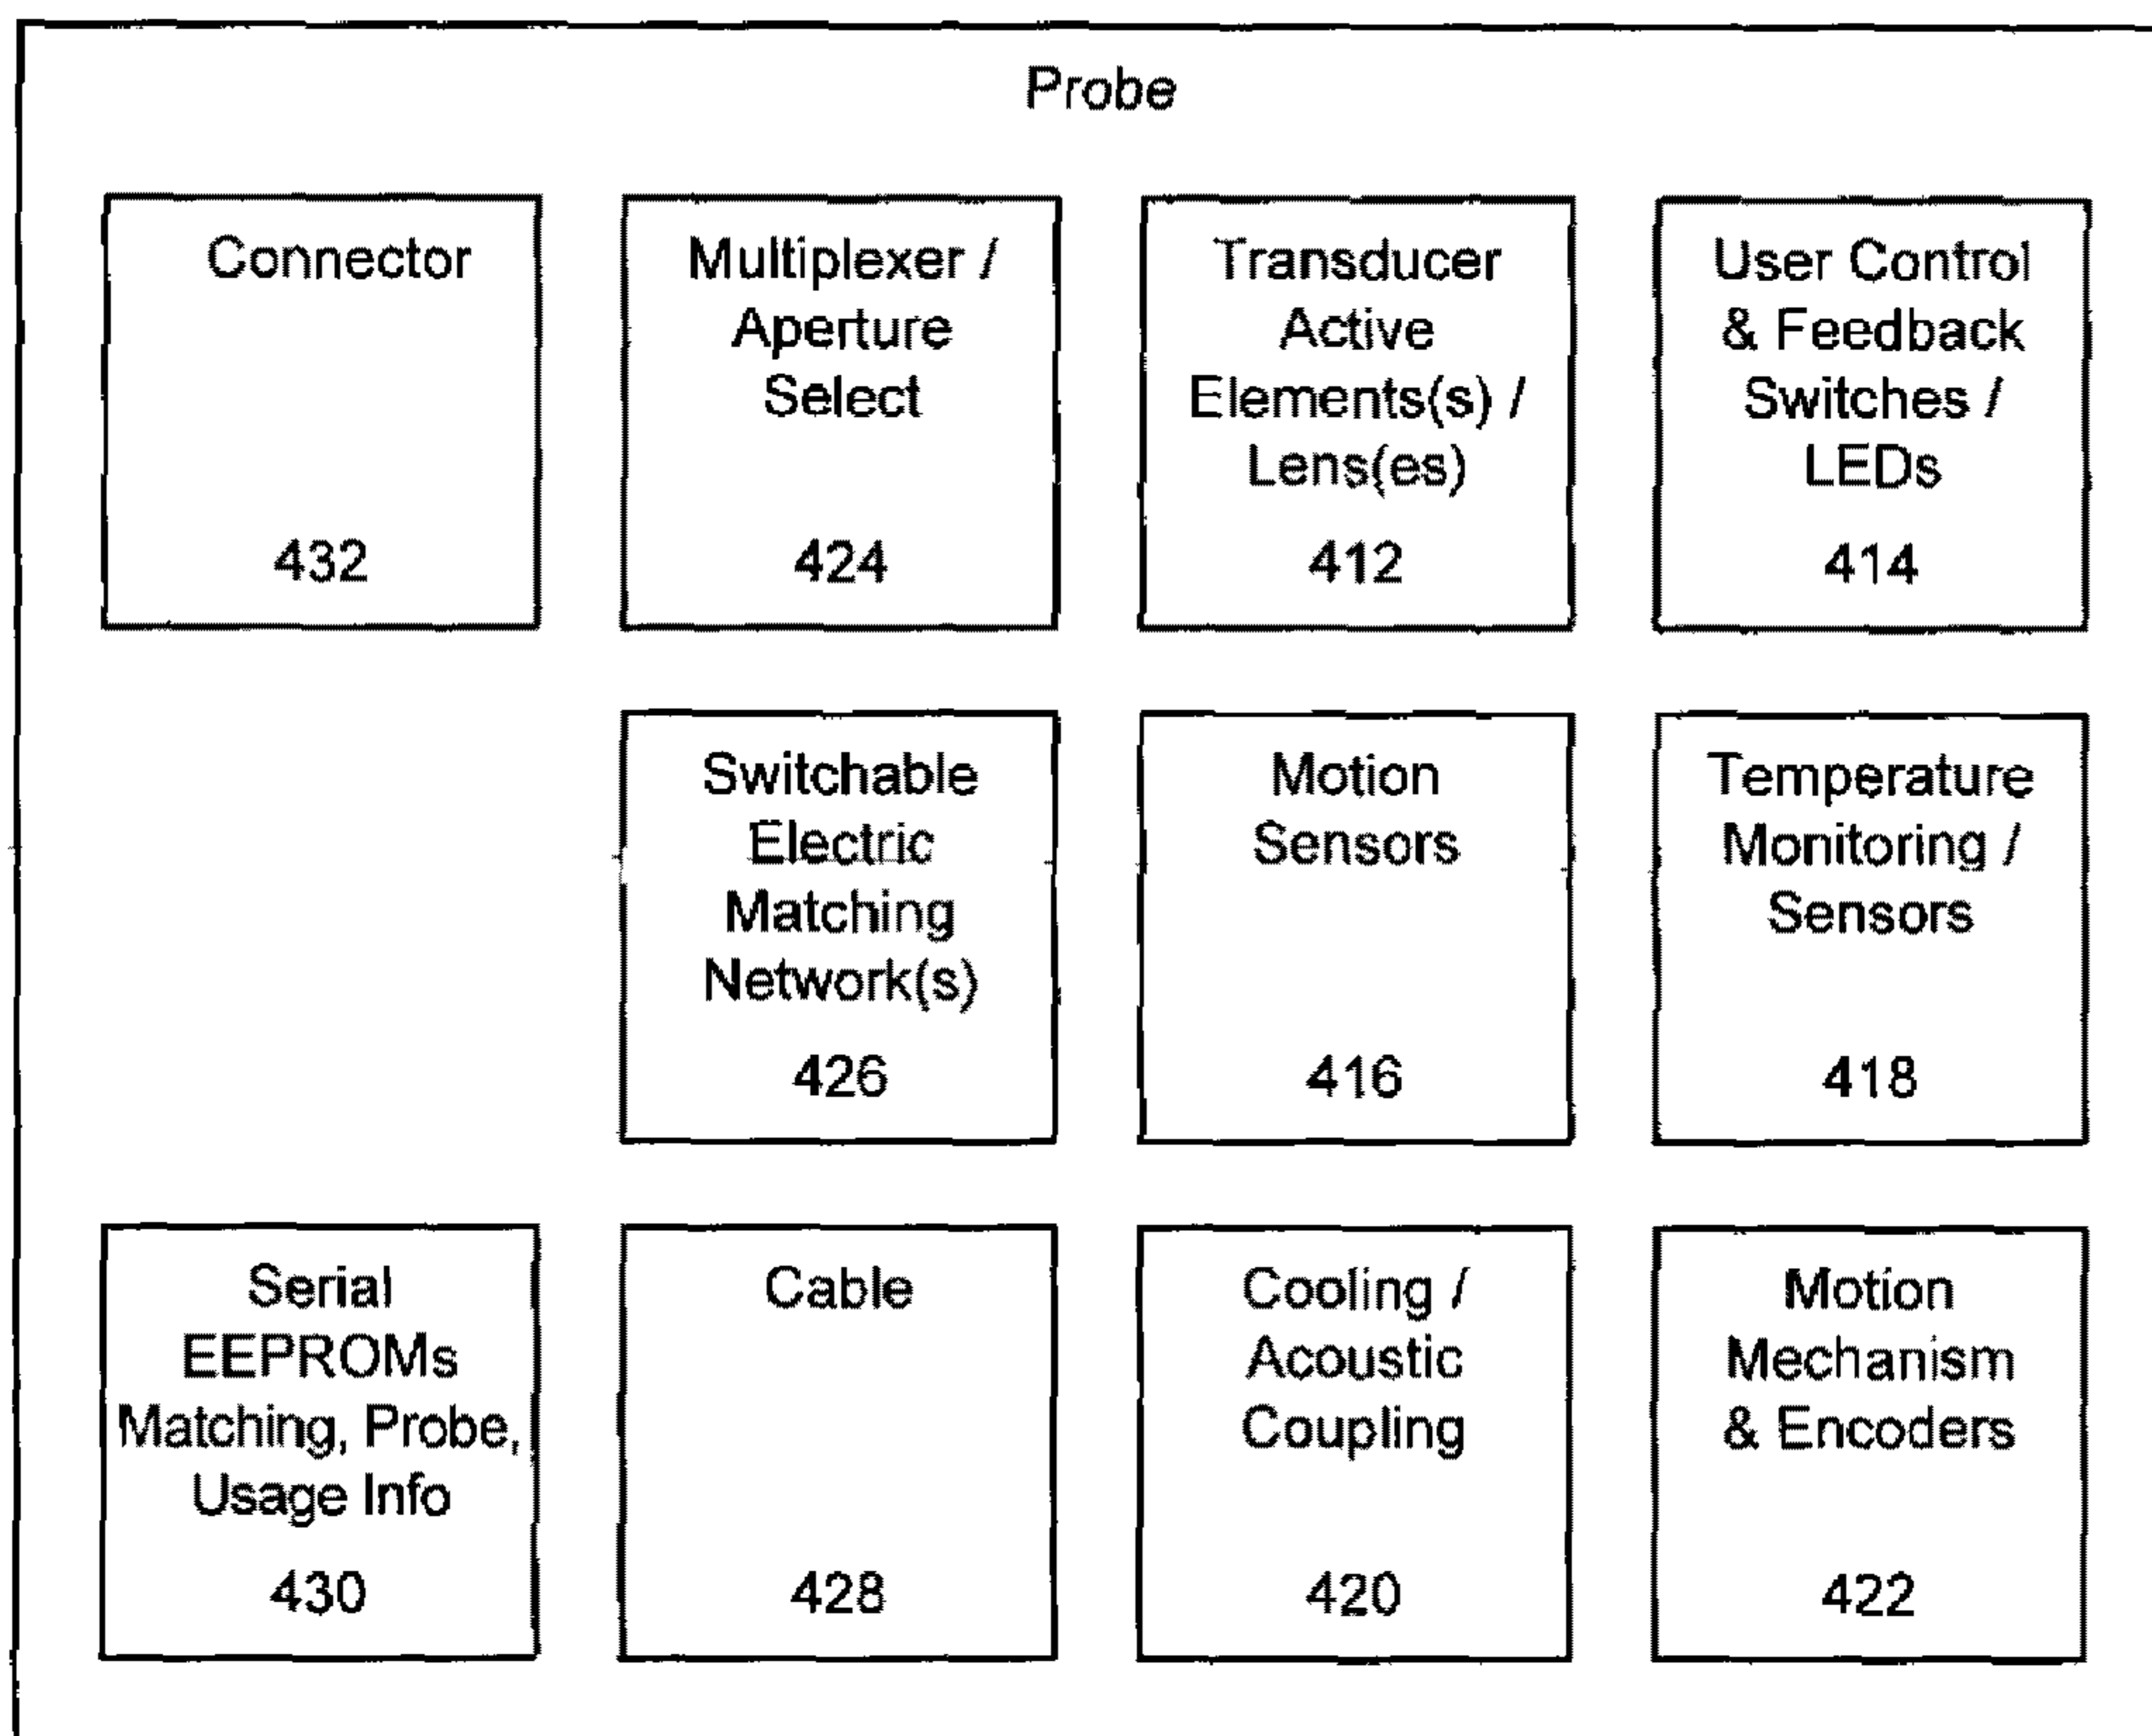 Probe
Connector
432
Multiplexer /
Aperture
Select
424
Transducer
Active
Elements(s) /
Lens(es)
412
User Control
& Feedback
Switches /
LEDs
414
Switchable
Electric
Matching
Network(s)
426
Motion
Sensors
416
Temperature
Monitoring /
Sensors
418
Serial
EEPROMs
Matching, Probe,
Usage Info
430
Cable
428
Cooling /
Acoustic
Coupling
420
Motion
Mechanism
& Encoders
422